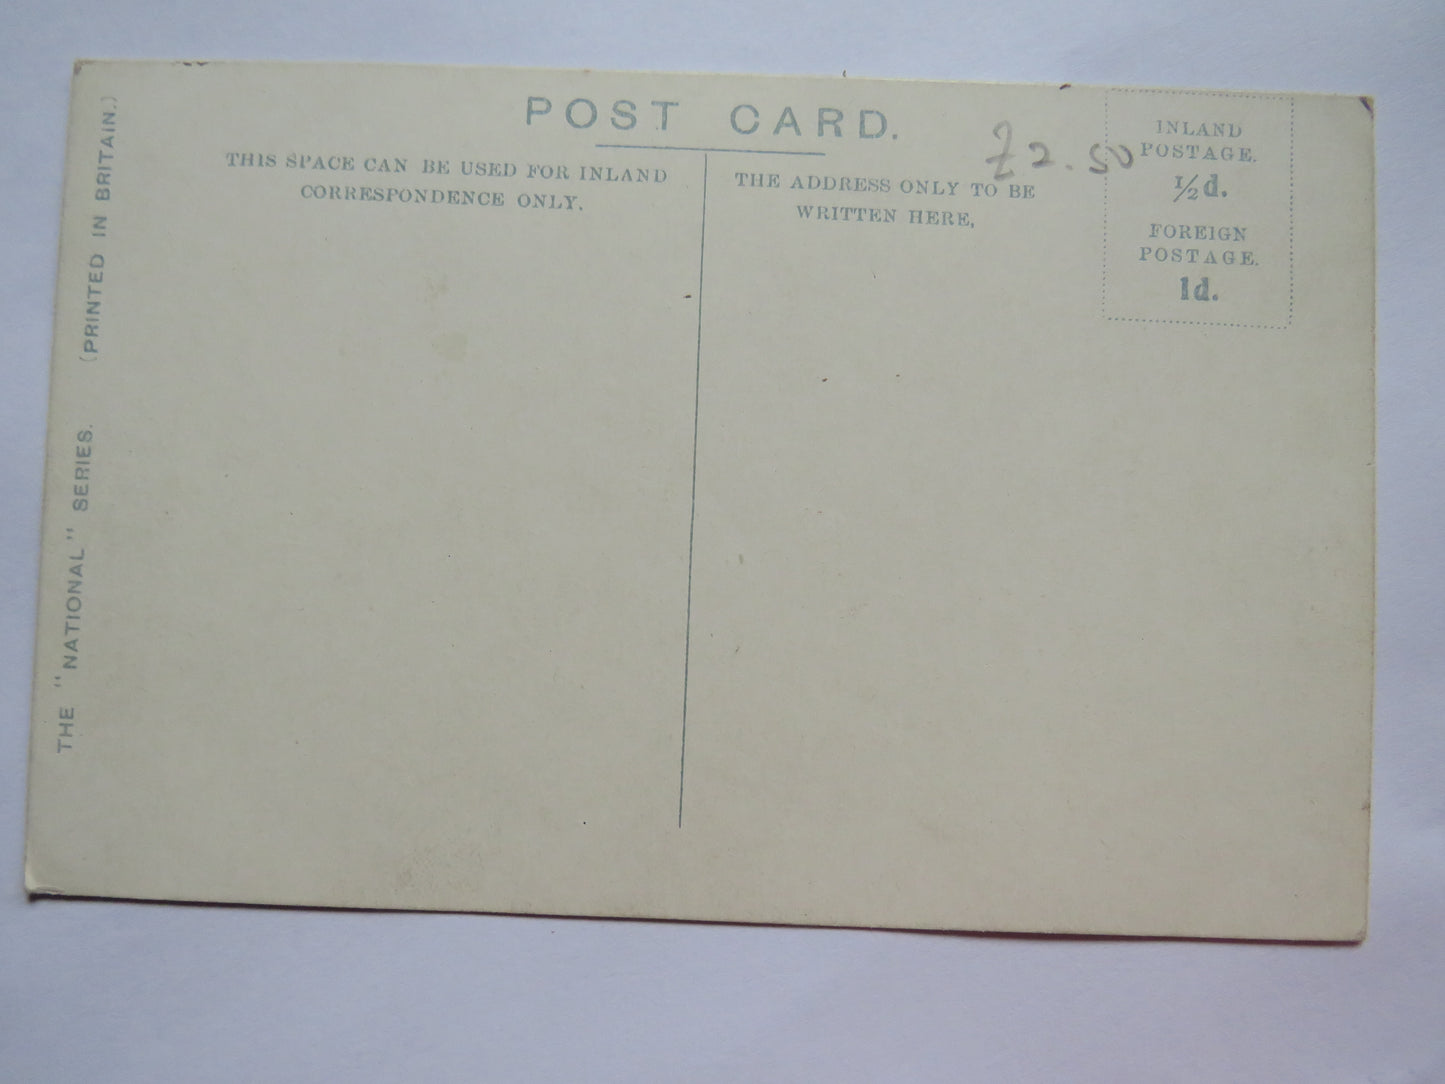 POST CARD.
THIS SPACE CAN BE USED FOR INLAND
CORRESPONDENCE ONLY.
THE ADDRESS ONLY TO BE
WRITTEN HERE,
£2.50
INLAND
POSTAGE.
½d.
FOREIGN
POSTAGE.
1d.
THE "NATIONAL" SERIES. (PRINTED IN BRITAIN.)